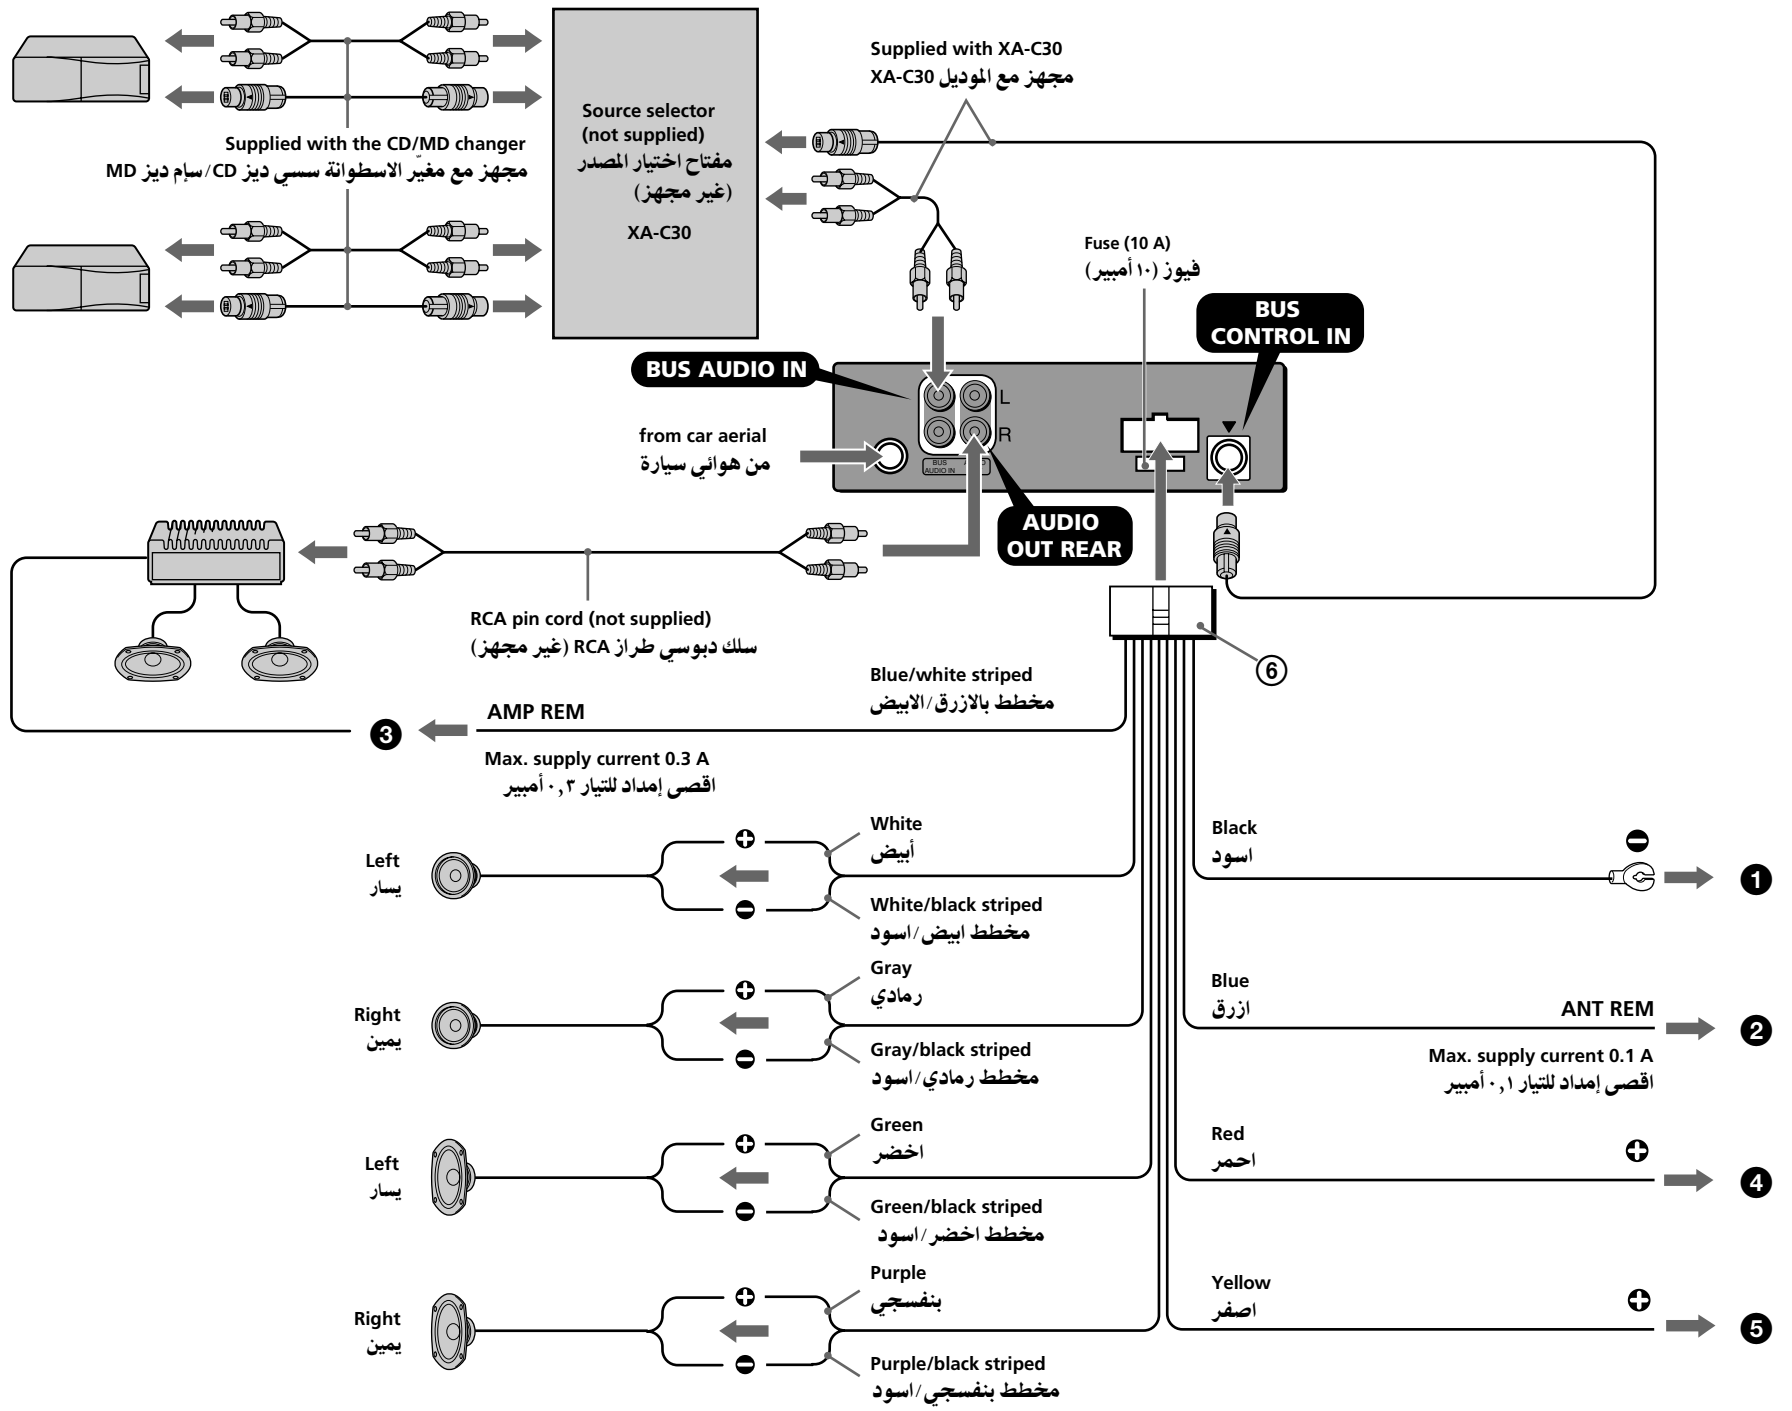 Supplied with the CD/MD changer
مجهز مع مغيّر الاسطوانة سسي ديز CD/سإم ديز MD
Source selector
(not supplied)
مفتاح اختيار المصدر
(غير مجهز)
XA-C30
Supplied with XA-C30
مجهز مع الموديل XA-C30
Fuse (10 A)
فيوز (١٠ أمبير)
BUS
CONTROL IN
BUS AUDIO IN
L
R
BUS
AUDIO IN
from car aerial
من هوائي سيارة
AUDIO
OUT REAR
RCA pin cord (not supplied)
سلك دبوسي طراز RCA (غير مجهز)
6
Blue/white striped
مخطط بالازرق/الابيض
AMP REM
3
Max. supply current 0.3 A
اقصى إمداد للتيار ٠,٣ أمبير
White
أبيض
Left
يسار
White/black striped
مخطط ابيض/اسود
Black
اسود
1
Gray
رمادي
Right
يمين
Gray/black striped
مخطط رمادي/اسود
Blue
ازرق
ANT REM
2
Max. supply current 0.1 A
اقصى إمداد للتيار ٠,١ أمبير
Green
اخضر
Left
يسار
Green/black striped
مخطط اخضر/اسود
Red
احمر
4
Purple
بنفسجي
Right
يمين
Purple/black striped
مخطط بنفسجي/اسود
Yellow
اصفر
5